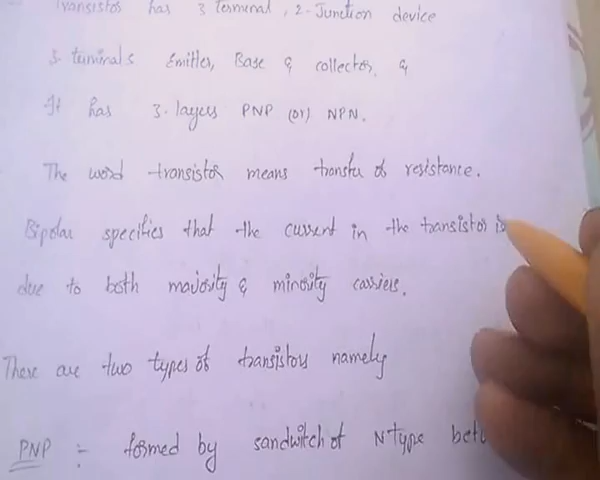 Transistor has 3 terminal, 2-Junction device
3-terminals Emitter, Base & collector, &
It has 3-layers PNP (or) NPN.
The word transistor means transfer of resistance.
Bipolar specifies that the current in the transistor is
due to both majority & minority carriers.
There are two types of transistors namely
PNP :- formed by sandwitch of N type